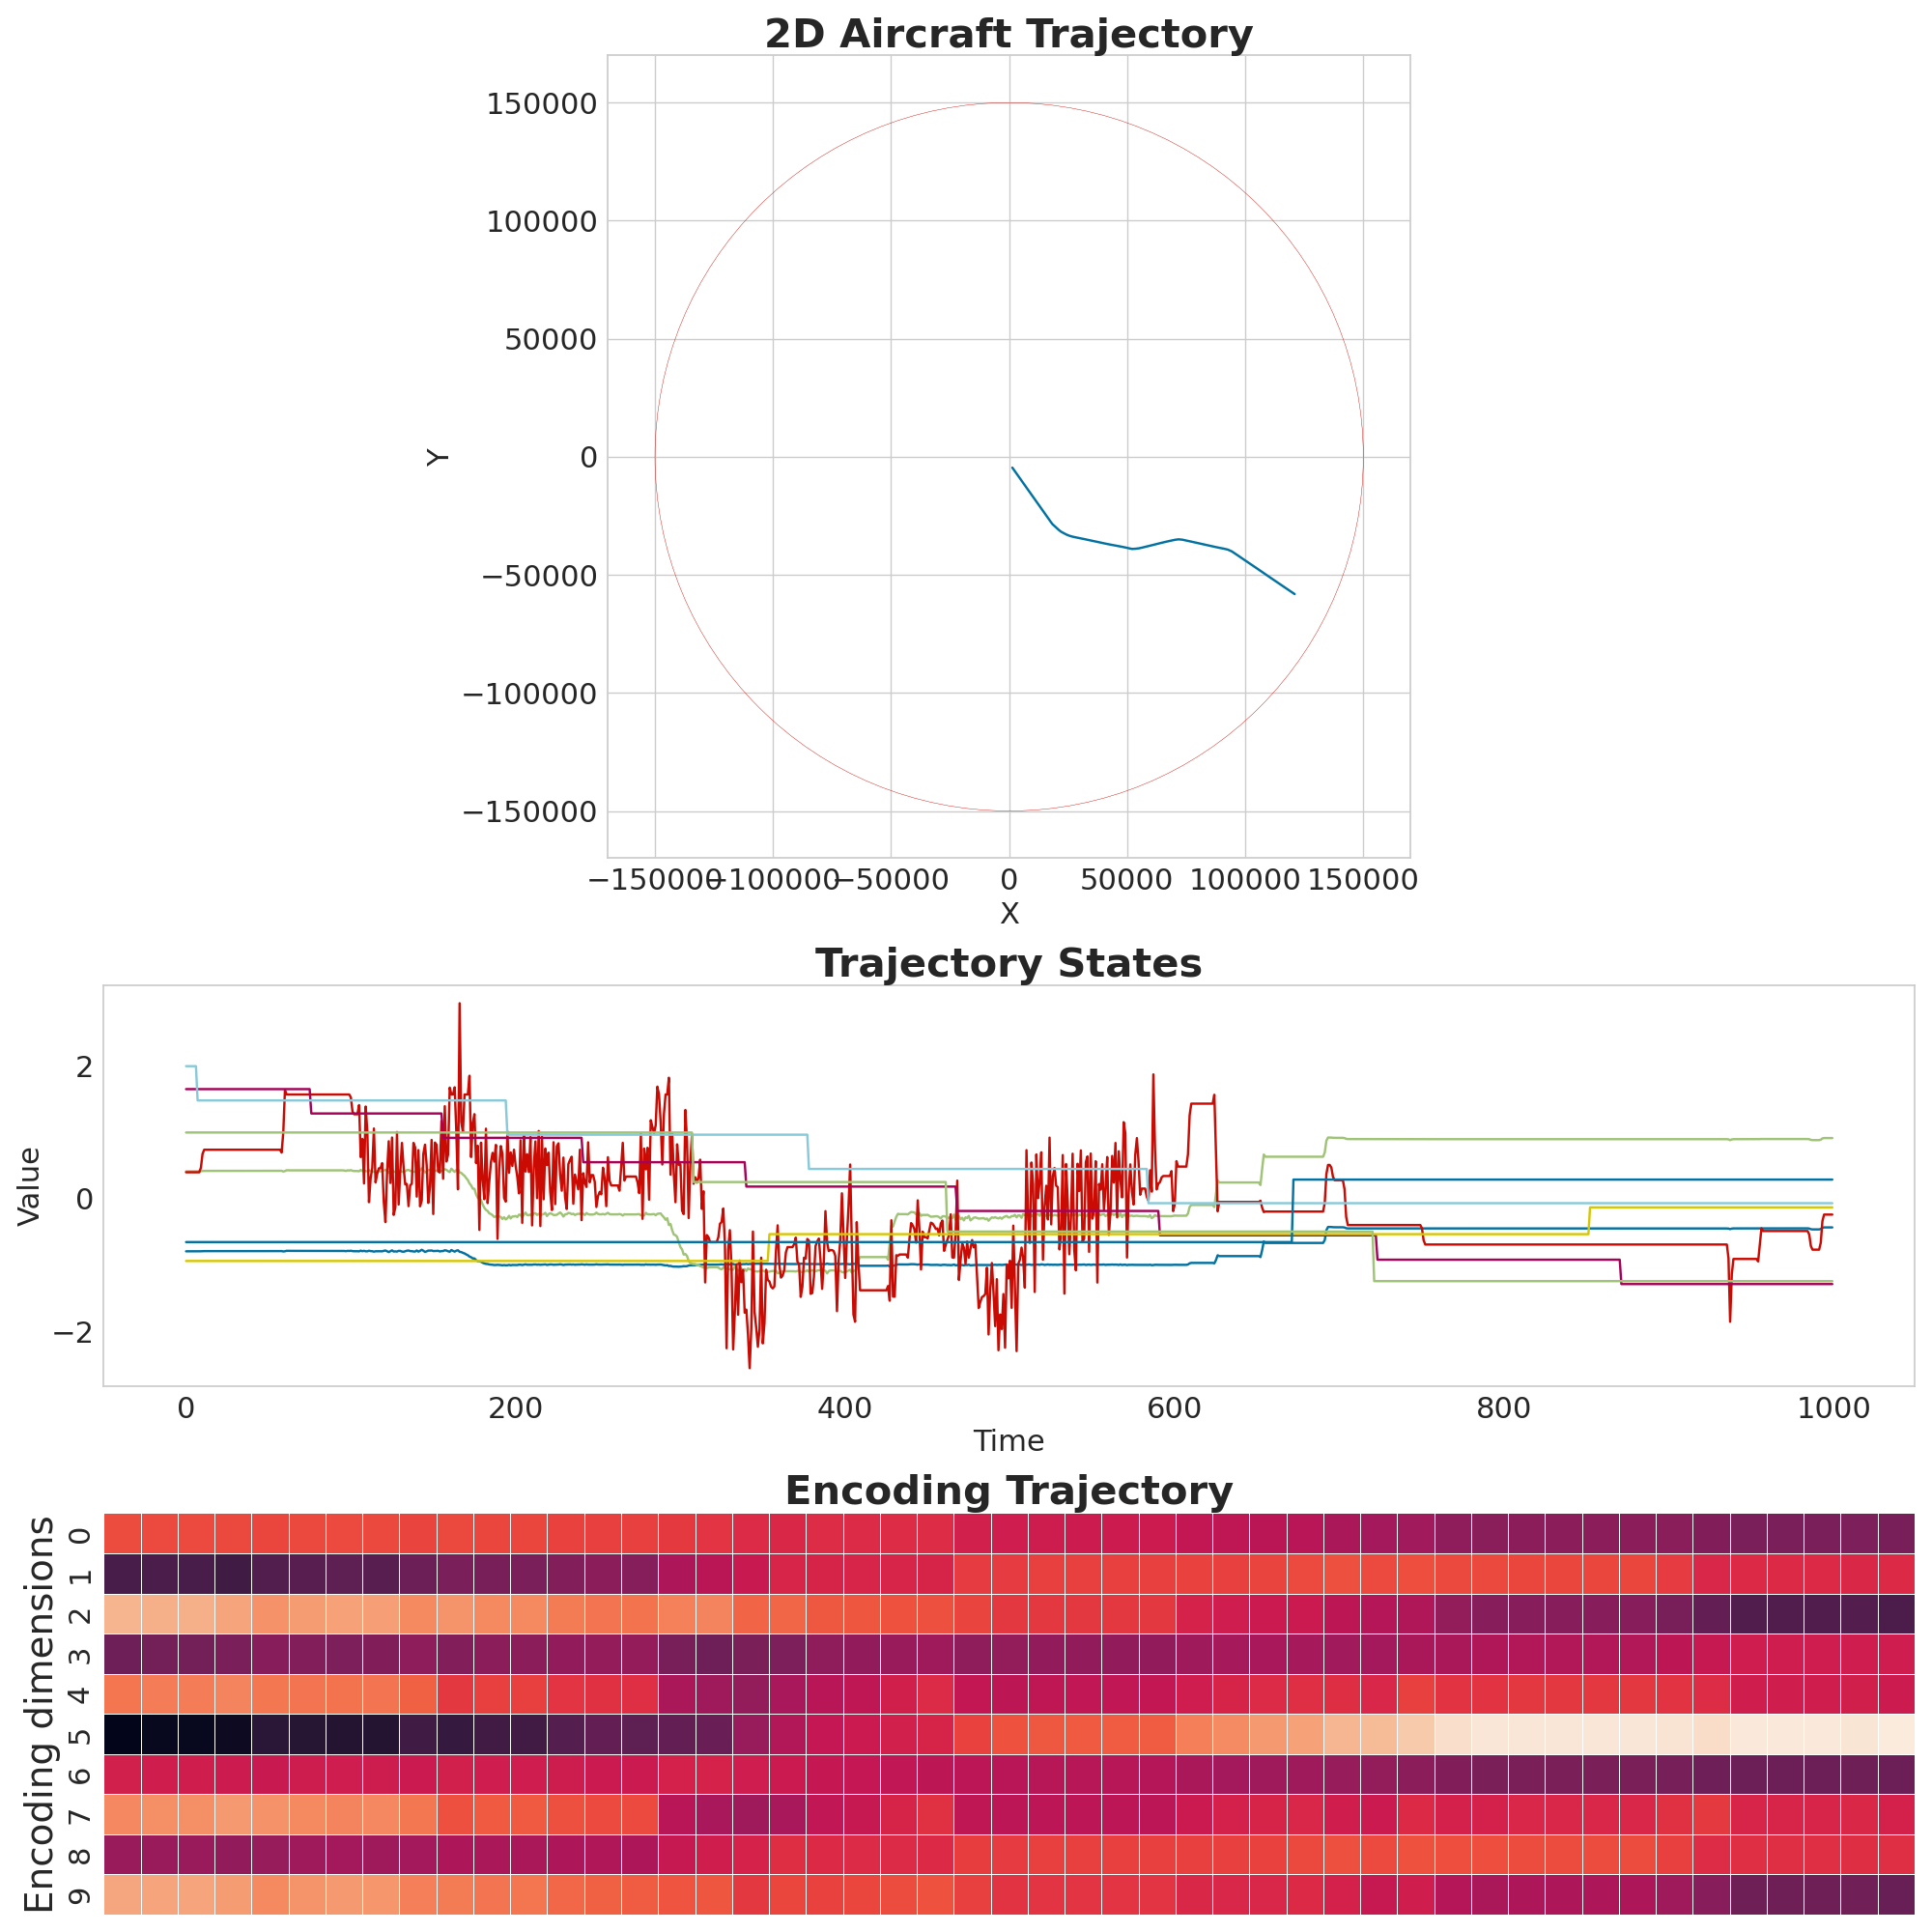 2D Aircraft Trajectory
150000
100000
50000
0
−50000
−100000
−150000
Y
−150000 −100000 −50000 0 50000 100000 150000
X
Trajectory States
2
0
−2
Value
0 200 400 600 800 1000
Time
Encoding Trajectory
0
1
2
3
4
5
6
7
8
9
Encoding dimensions